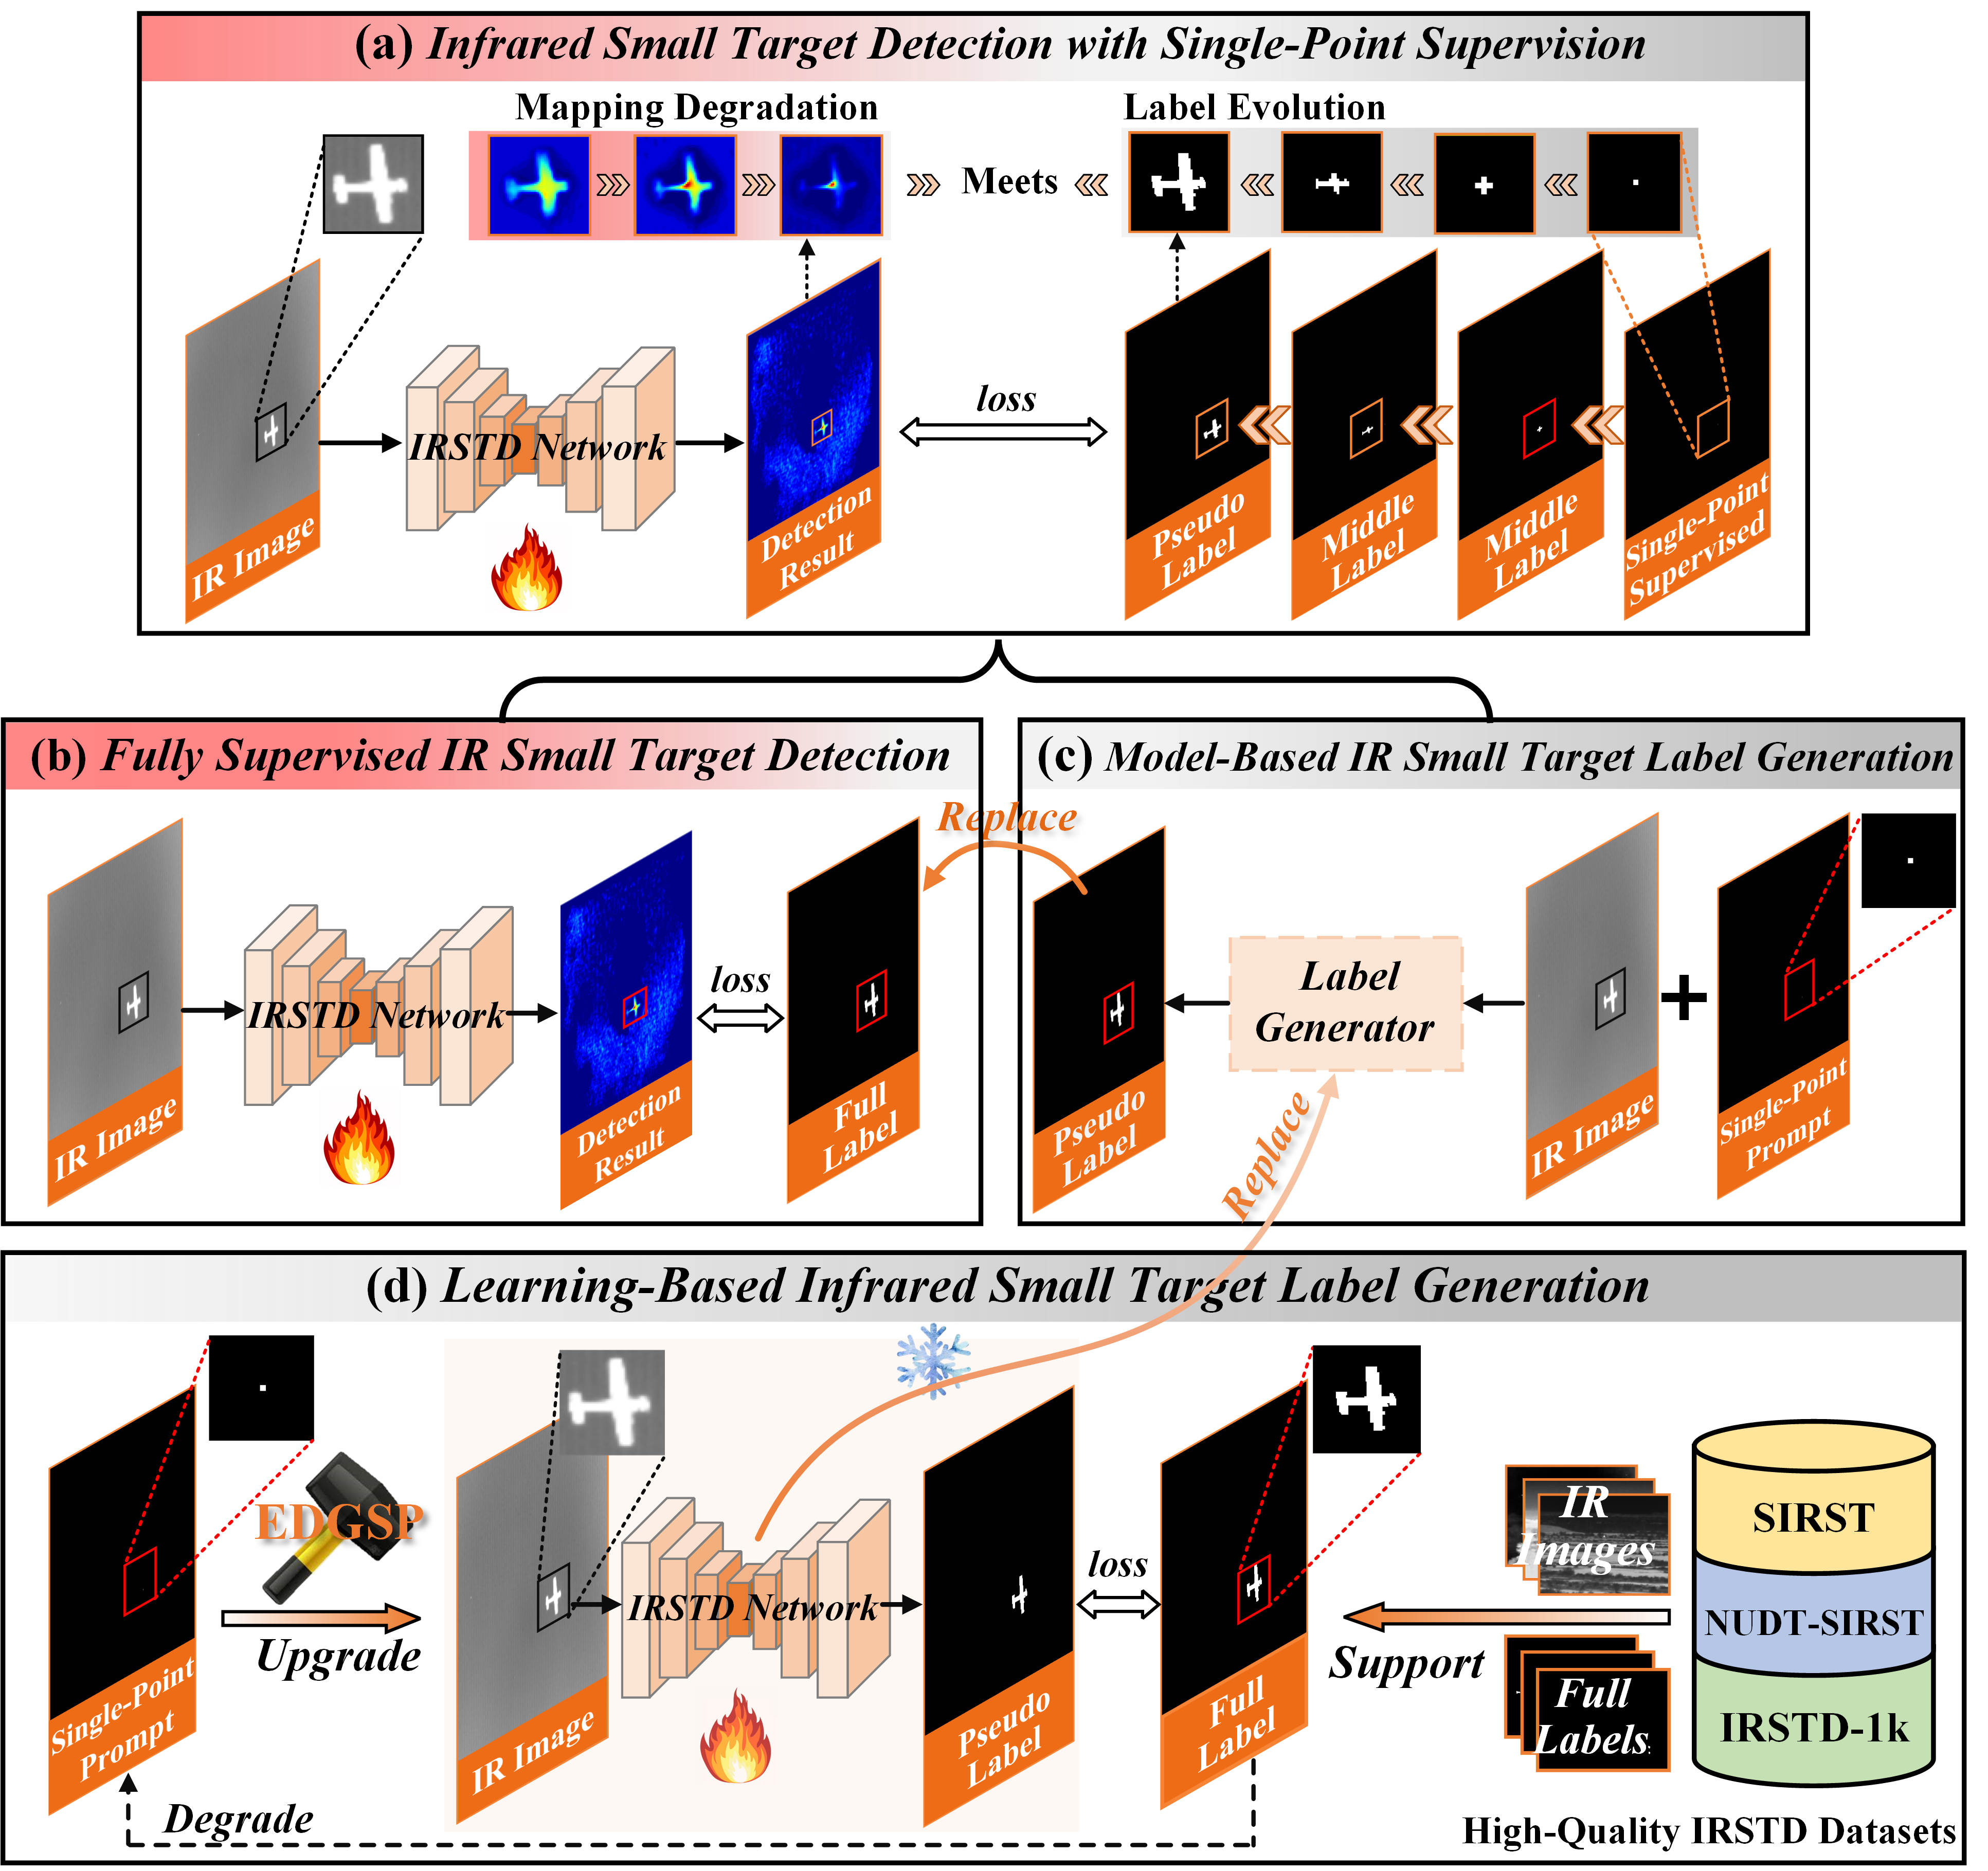 (a) Infrared Small Target Detection with Single-Point Supervision
Mapping Degradation
Label Evolution
Meets
IR Image
IRSTD Network
Detection
Result
loss
Pseudo
Label
Middle
Label
Middle
Label
Single-Point
Supervised
(b) Fully Supervised IR Small Target Detection
IR Image
IRSTD Network
Detection
Result
loss
Full
Label
Replace
(c) Model-Based IR Small Target Label Generation
Pseudo
Label
Label
Generator
IR Image
+
Single-Point
Prompt
Replace
(d) Learning-Based Infrared Small Target Label Generation
Single-Point
Prompt
EDGSP
Upgrade
IR Image
IRSTD Network
Pseudo
Label
loss
Full
Label
Support
IR
Images
Full
Labels
SIRST
NUDT-SIRST
IRSTD-1k
Degrade
High-Quality IRSTD Datasets